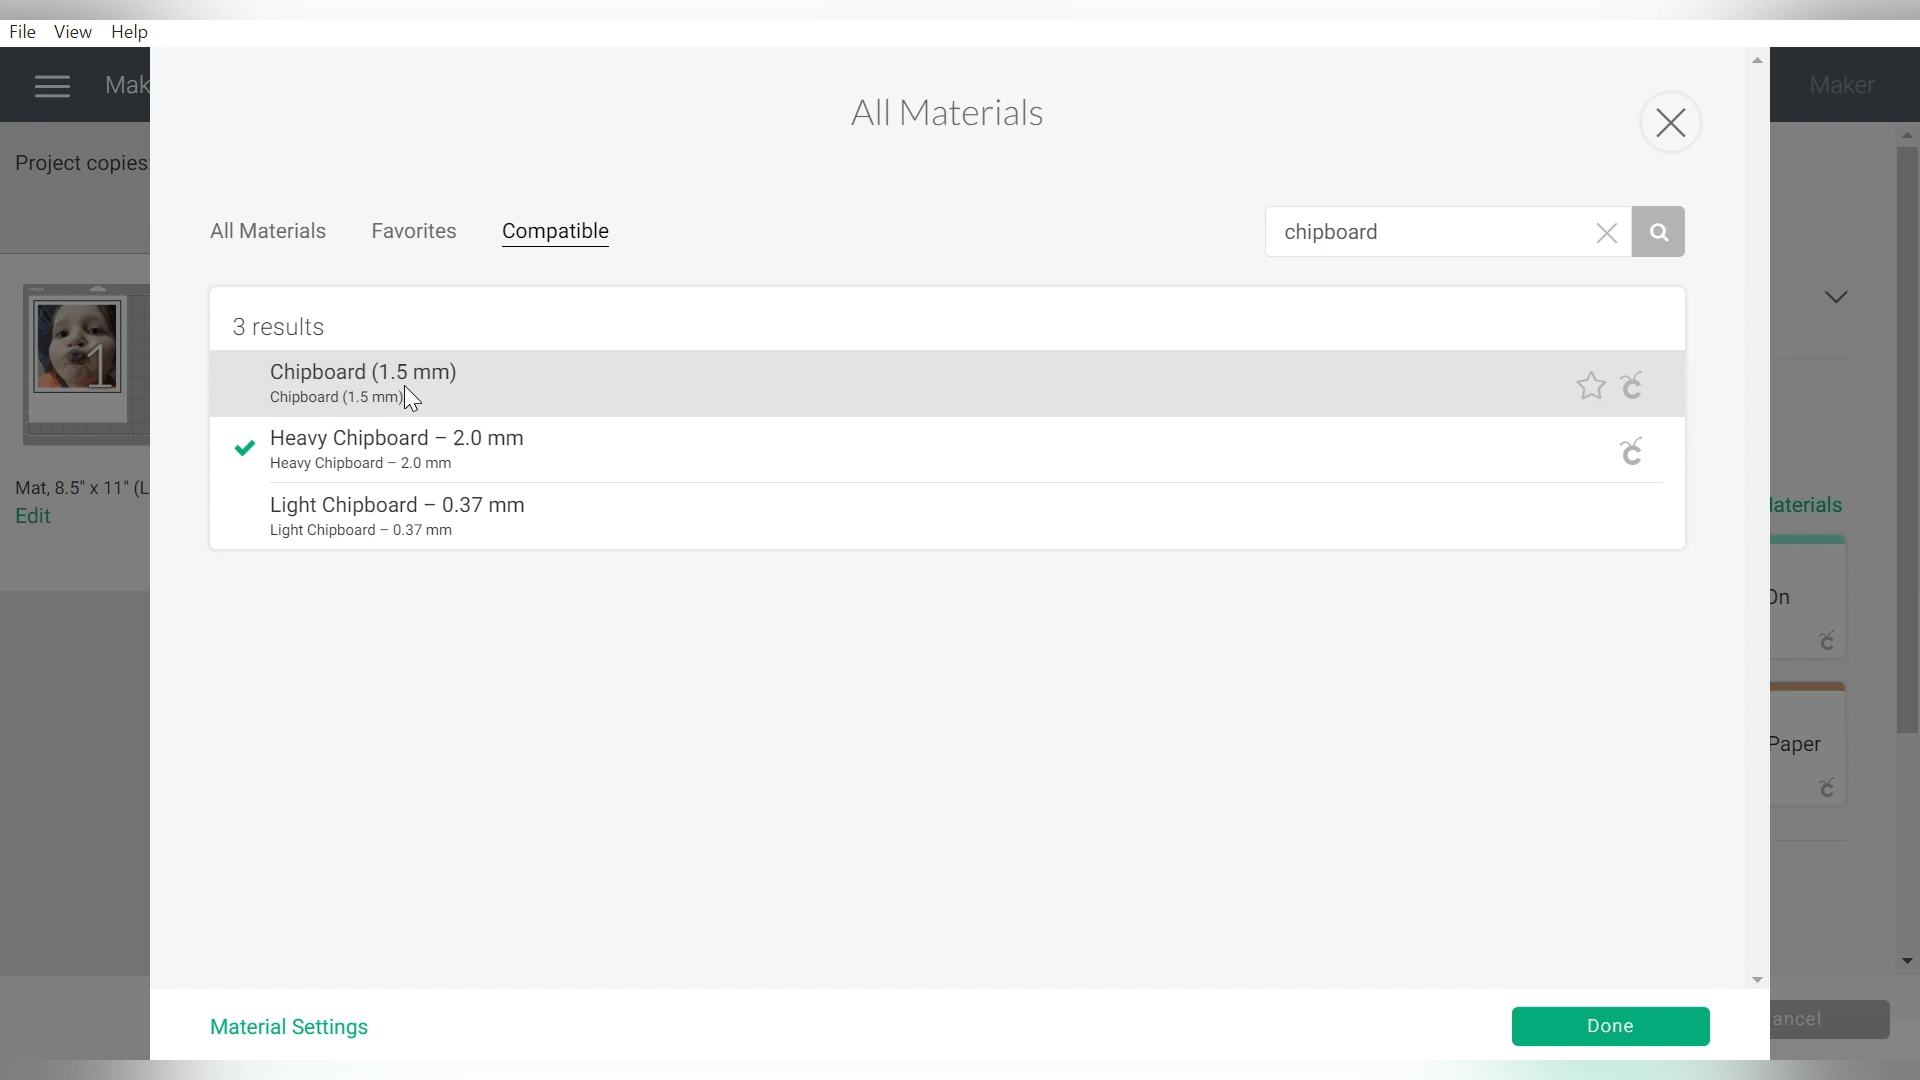 File View Help
Mak
Maker
All Materials
Project copies:
All Materials Favorites Compatible
chipboard
3 results
Chipboard (1.5 mm)
Chipboard (1.5 mm)
Heavy Chipboard – 2.0 mm
Heavy Chipboard – 2.0 mm
Light Chipboard – 0.37 mm
Light Chipboard – 0.37 mm
1
Mat, 8.5" x 11" (L
Edit
Materials
On
Paper
Material Settings
Done
ancel